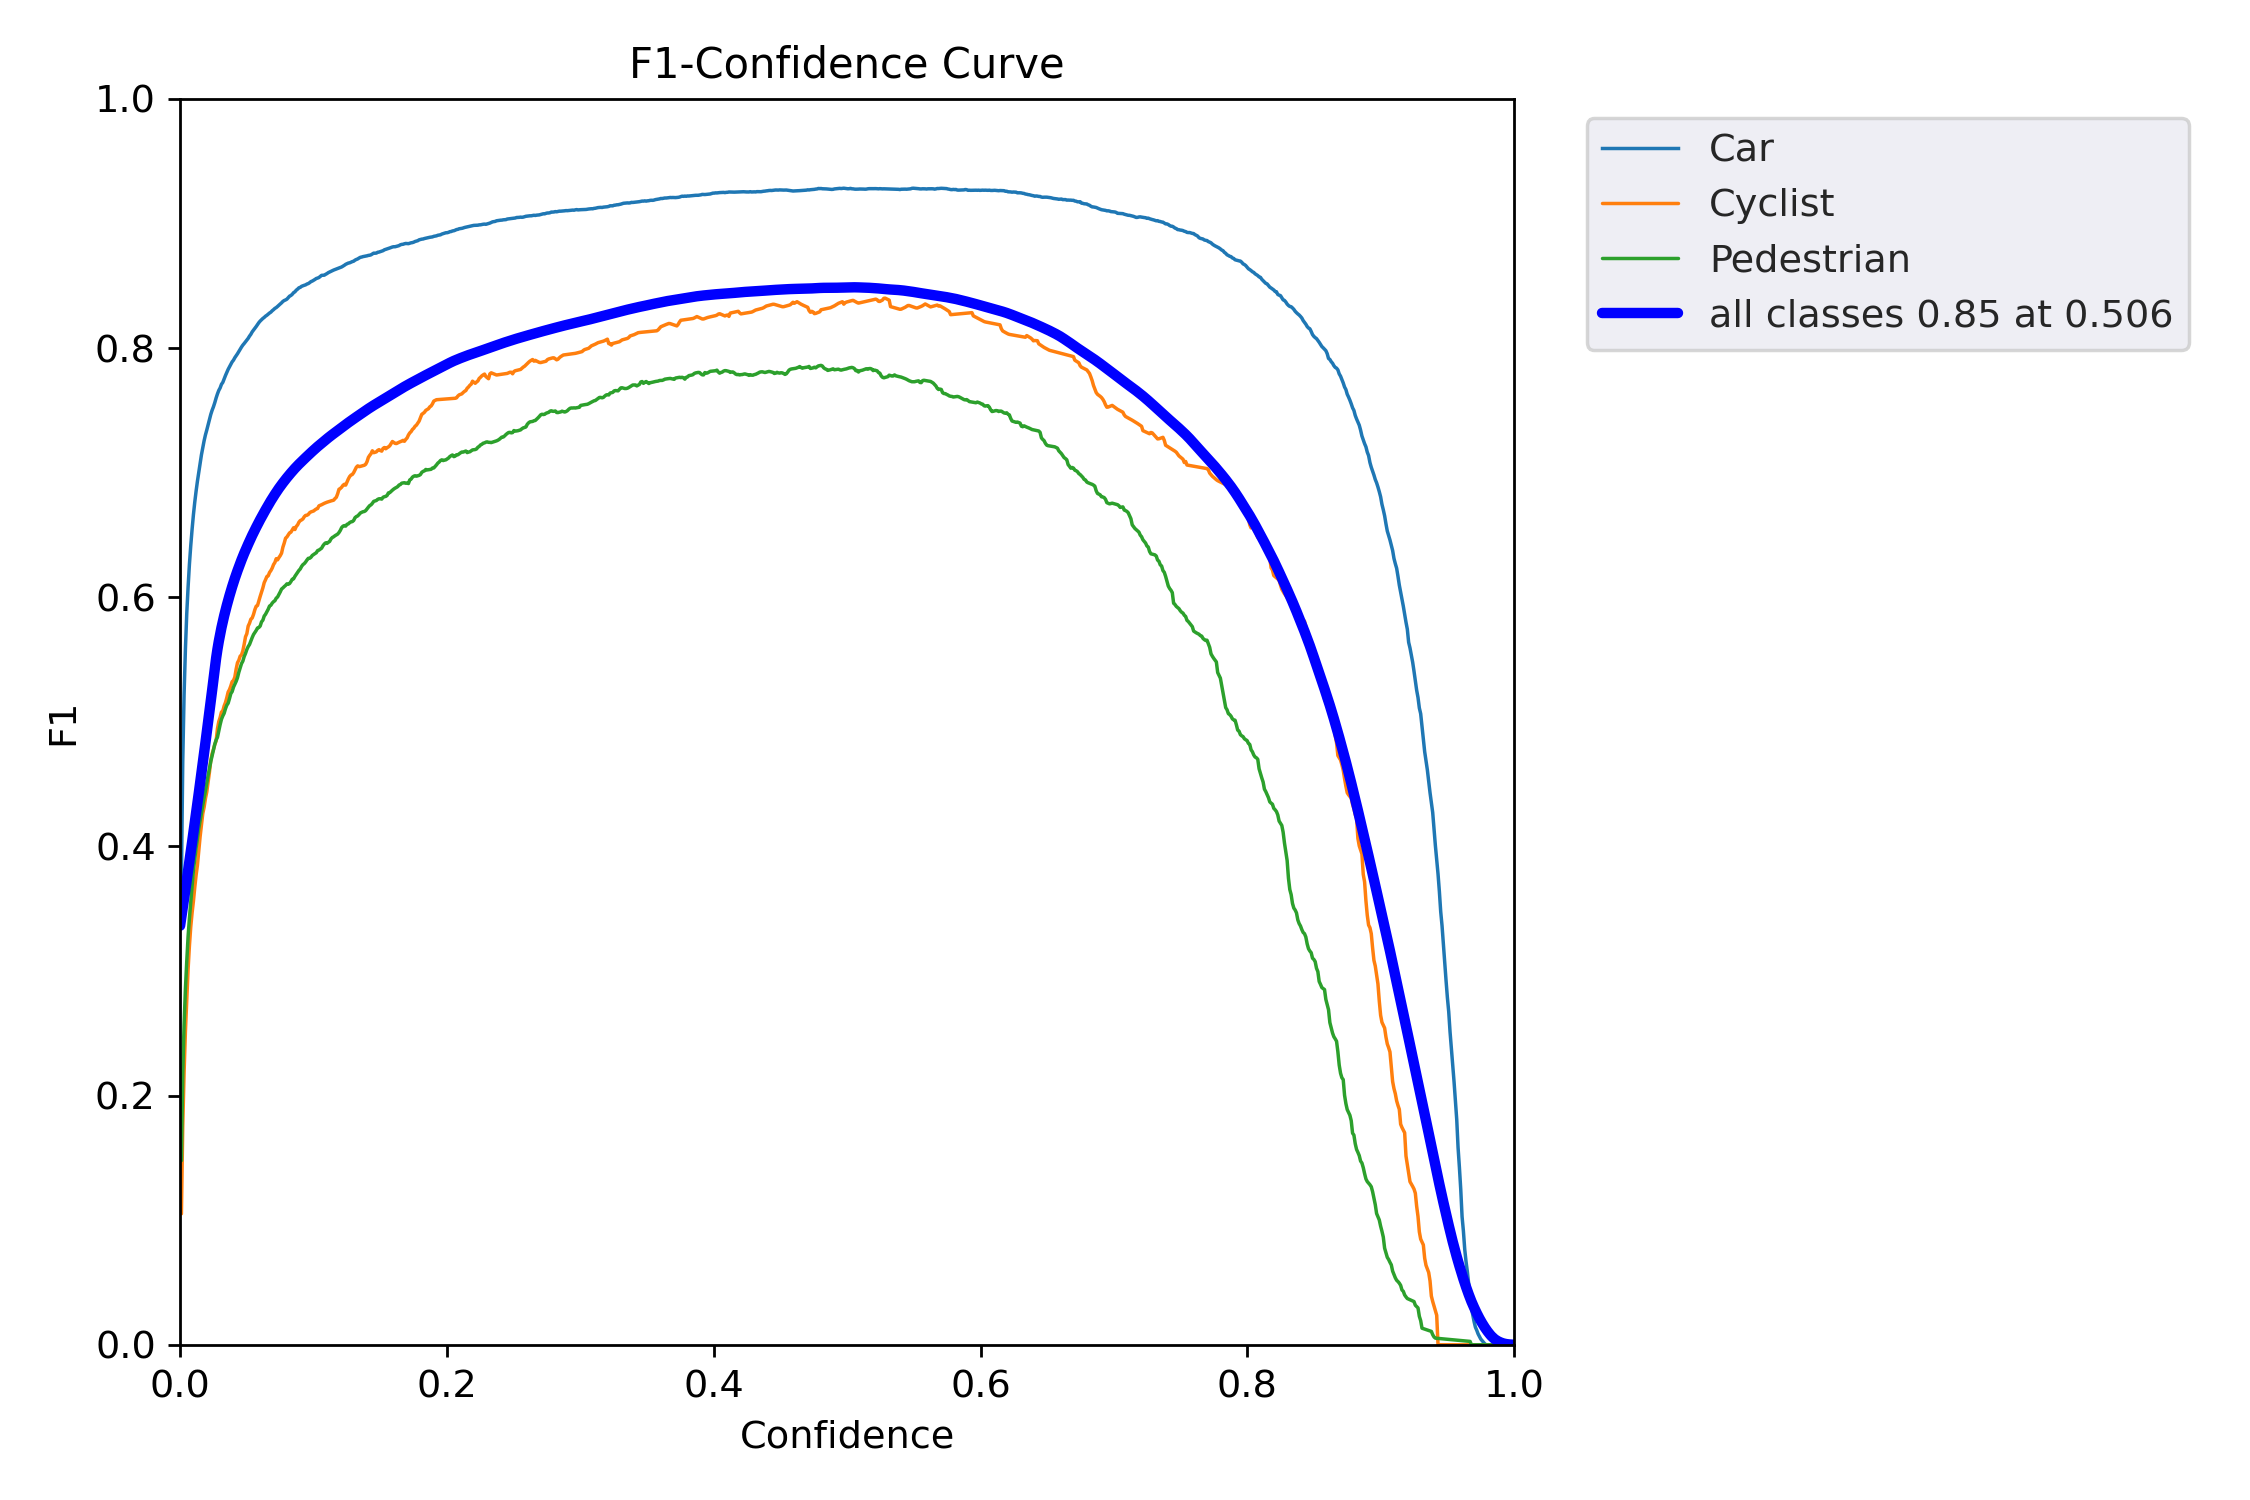 F1-Confidence Curve
1.0
0.8
0.6
0.4
0.2
0.0
F1
0.0 0.2 0.4 0.6 0.8 1.0
Confidence
Car
Cyclist
Pedestrian
all classes 0.85 at 0.506